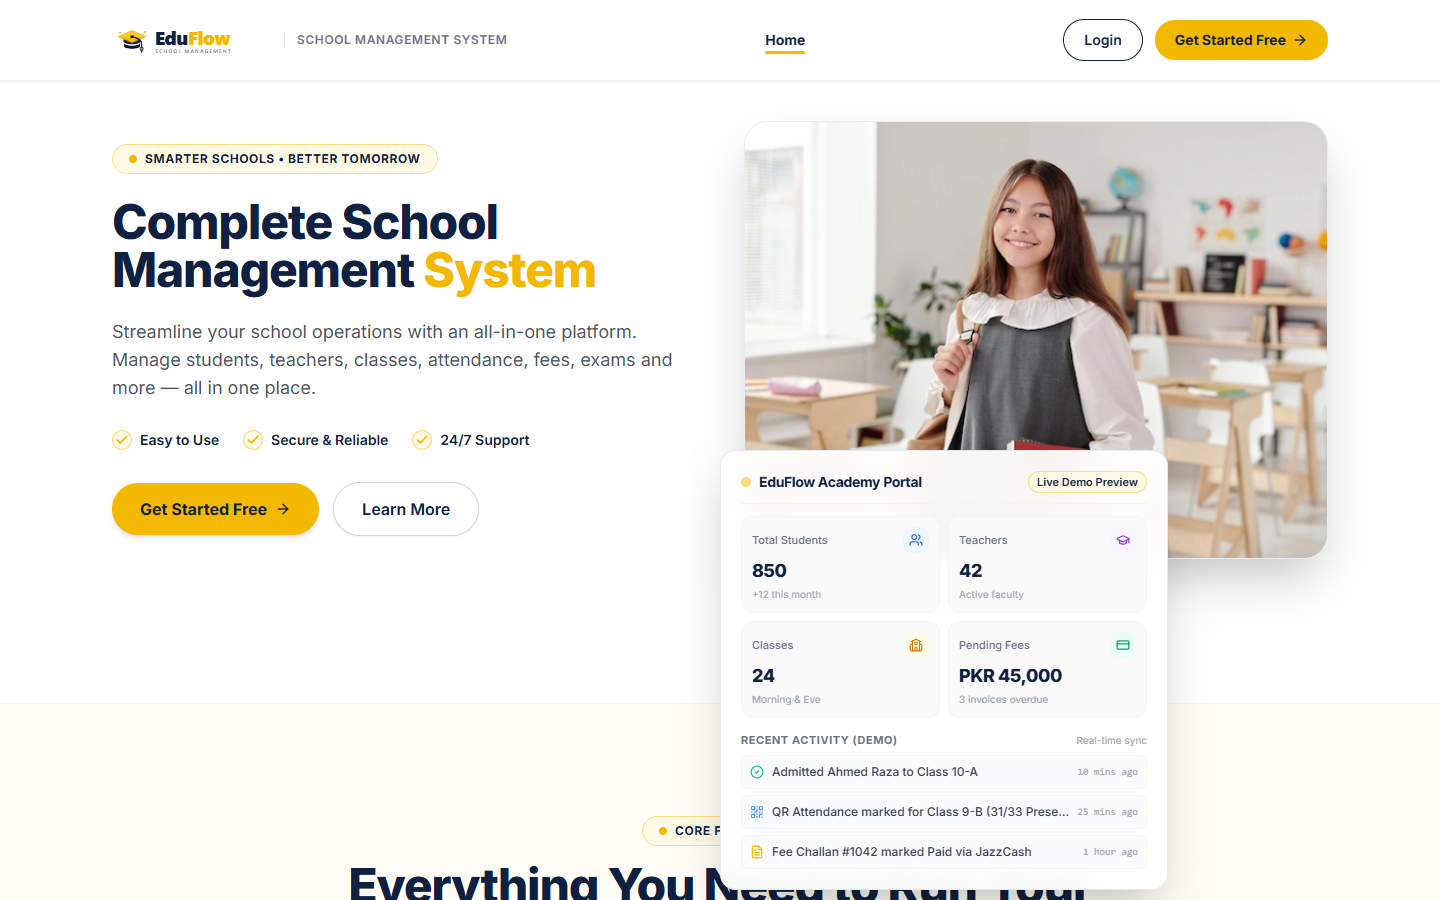 EduFlow
SCHOOL MANAGEMENT
SCHOOL MANAGEMENT SYSTEM
Home
Login
Get Started Free
SMARTER SCHOOLS • BETTER TOMORROW
Complete School
Management System
Streamline your school operations with an all-in-one platform.
Manage students, teachers, classes, attendance, fees, exams and
more — all in one place.
Easy to Use
Secure & Reliable
24/7 Support
Get Started Free
Learn More
EduFlow Academy Portal
Live Demo Preview
Total Students
850
+12 this month
Teachers
42
Active faculty
Classes
24
Morning & Eve
Pending Fees
PKR 45,000
3 invoices overdue
RECENT ACTIVITY (DEMO)
Real-time sync
Admitted Ahmed Raza to Class 10-A
10 mins ago
QR Attendance marked for Class 9-B (31/33 Prese...
25 mins ago
Fee Challan #1042 marked Paid via JazzCash
1 hour ago
CORE F
Everything You Need to Run Your